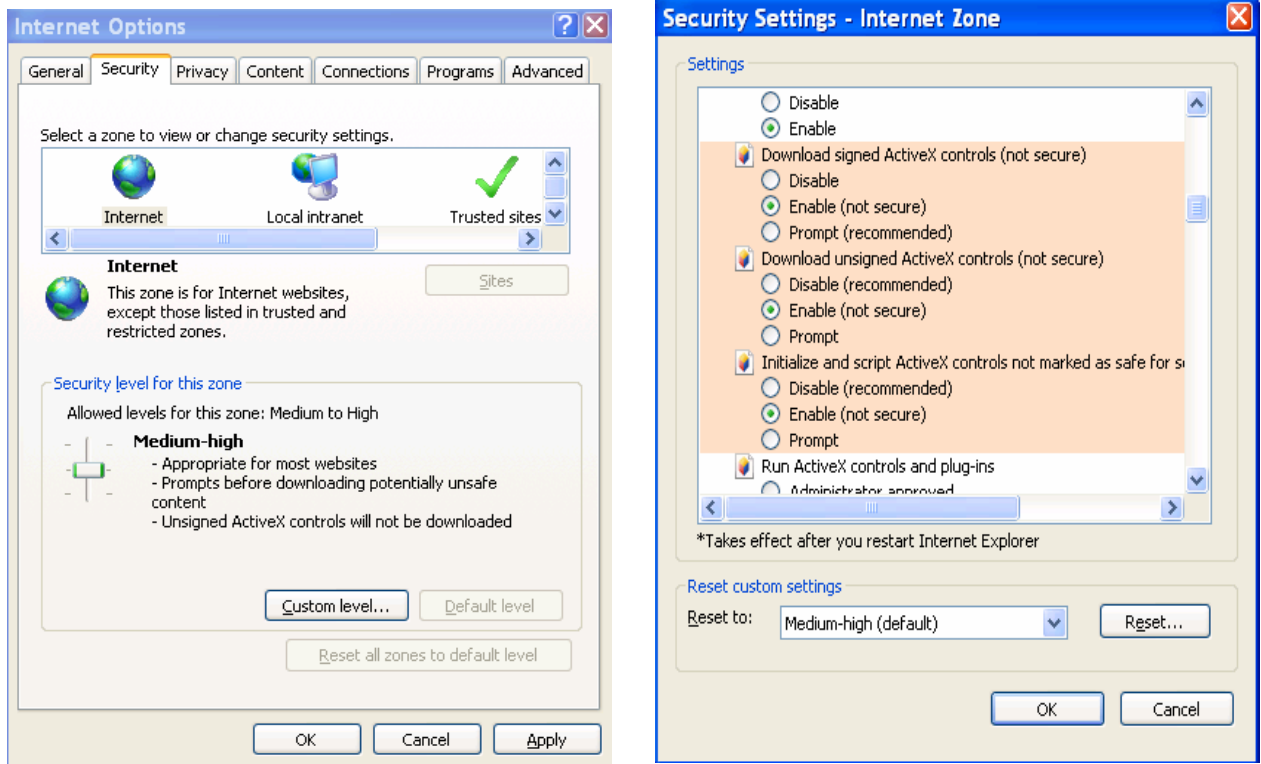 Internet Options
General Security Privacy Content Connections Programs Advanced
Select a zone to view or change security settings.
Internet Local intranet Trusted sites
Internet
Sites
This zone is for Internet websites,
except those listed in trusted and
restricted zones.
Security level for this zone
Allowed levels for this zone: Medium to High
Medium-high
- Appropriate for most websites
- Prompts before downloading potentially unsafe
content
- Unsigned ActiveX controls will not be downloaded
Custom level... Default level
Reset all zones to default level
OK Cancel Apply
Security Settings - Internet Zone
Settings
Disable
Enable
Download signed ActiveX controls (not secure)
Disable
Enable (not secure)
Prompt (recommended)
Download unsigned ActiveX controls (not secure)
Disable (recommended)
Enable (not secure)
Prompt
Initialize and script ActiveX controls not marked as safe for
Disable (recommended)
Enable (not secure)
Prompt
Run ActiveX controls and plug-ins
Administrator approved
*Takes effect after you restart Internet Explorer
Reset custom settings
Reset to: Medium-high (default) Reset...
OK Cancel